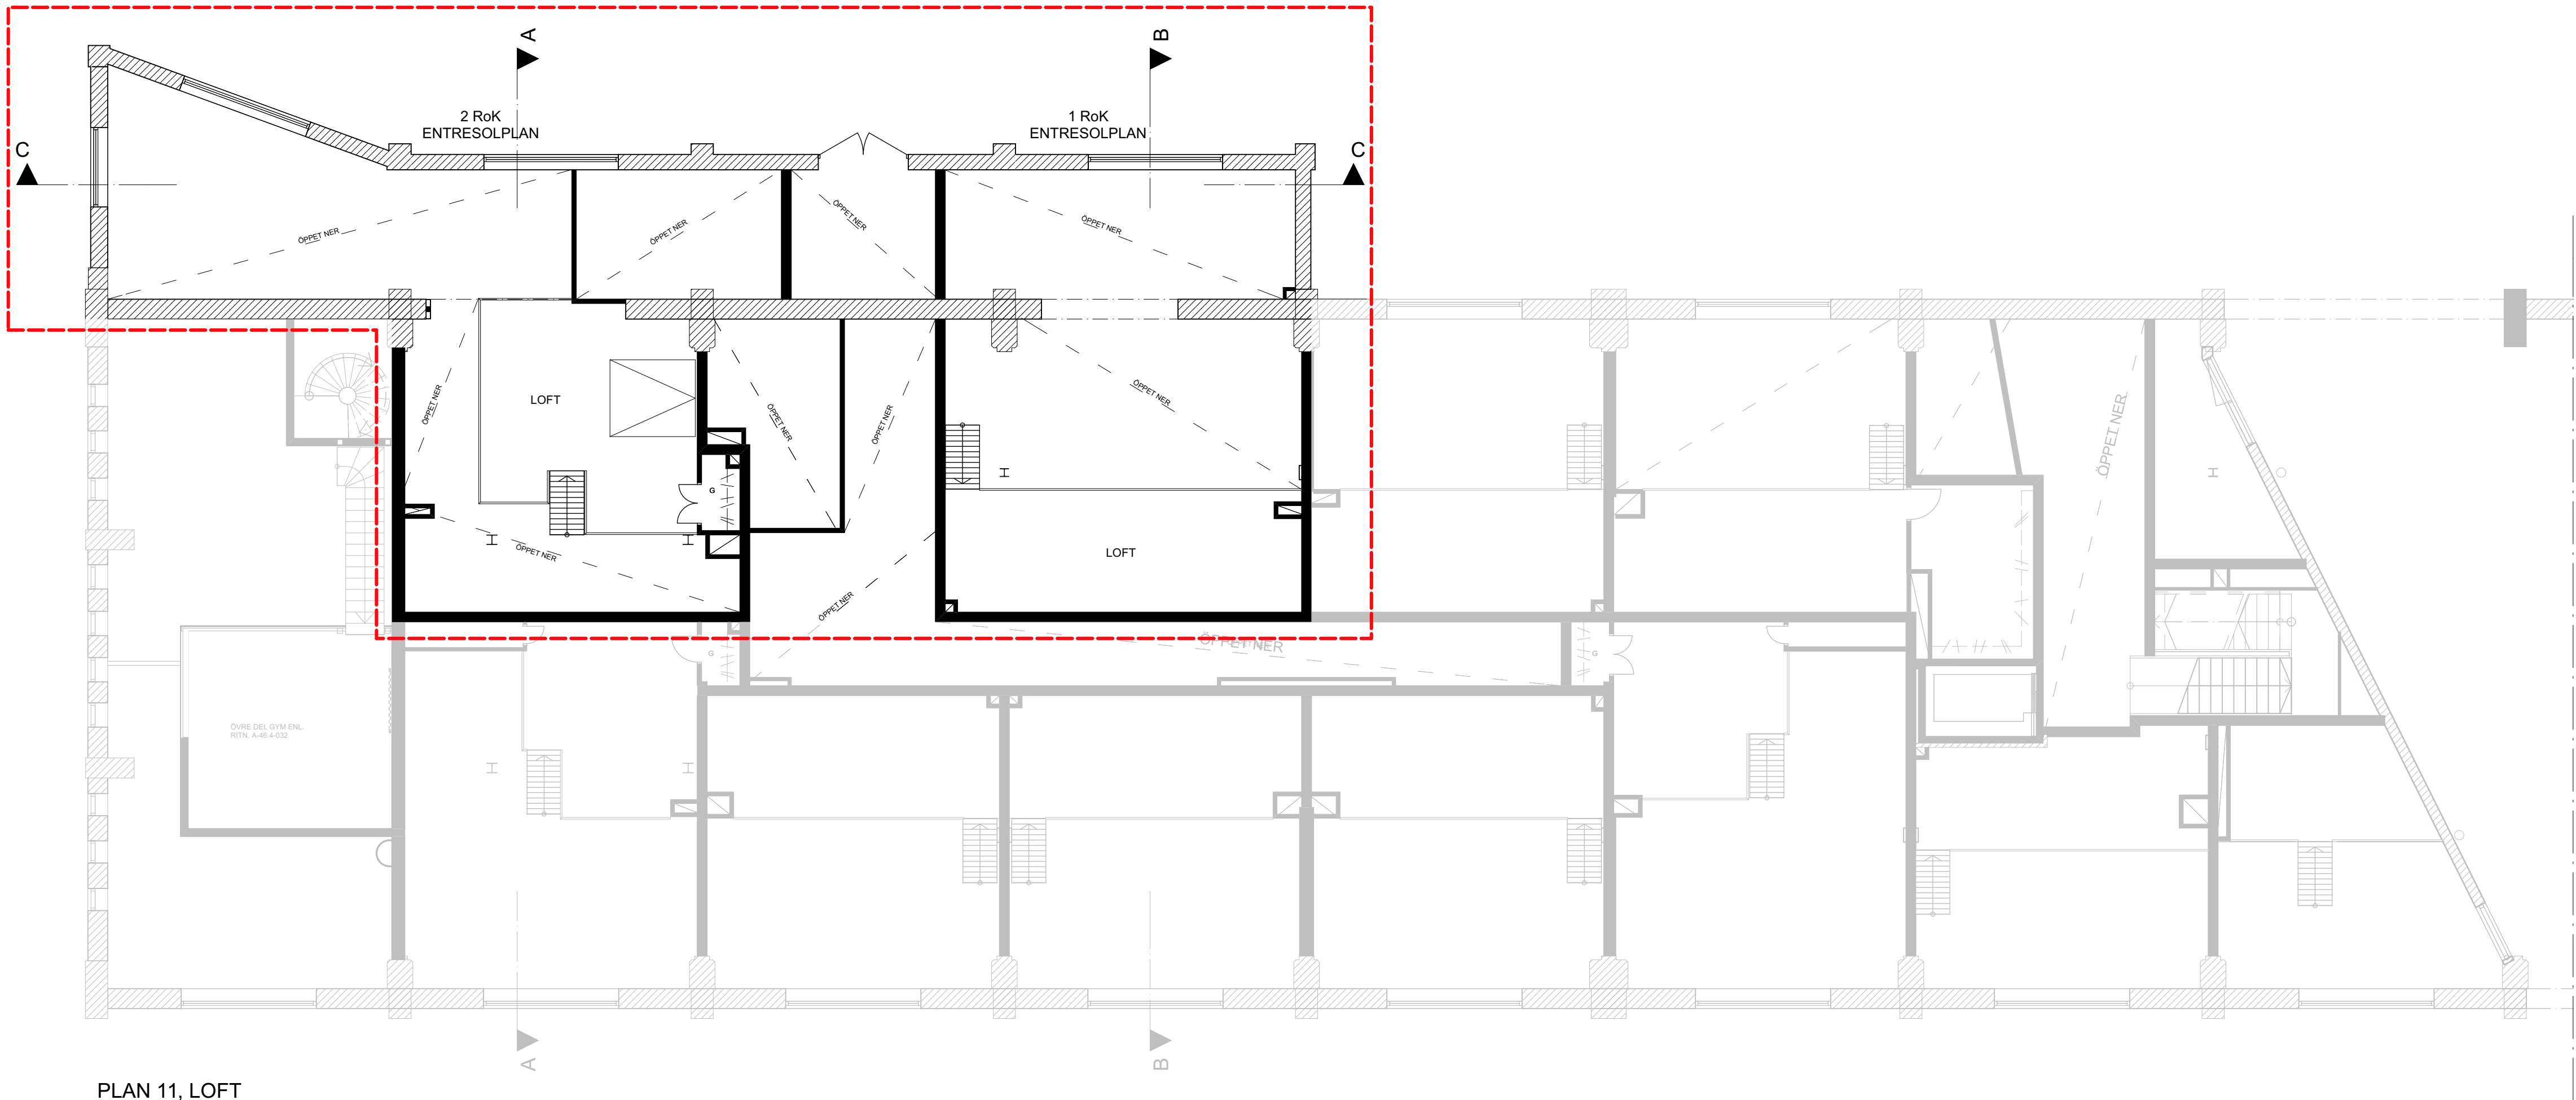 A
B
2 RoK
ENTRESOLPLAN
1 RoK
ENTRESOLPLAN
C
C
ÖPPET NER
ÖPPET NER
ÖPPET NER
ÖPPET NER
LOFT
ÖPPET NER
ÖPPET NER
ÖPPET NER
ÖPPET NER
ÖPPET NER
G
ÖPPET NER
LOFT
ÖPPET NER
ÖPPET NER
G
G
ÖVRE DEL GYM ENL.
RITN. A-46.4-032
A
B
PLAN 11, LOFT